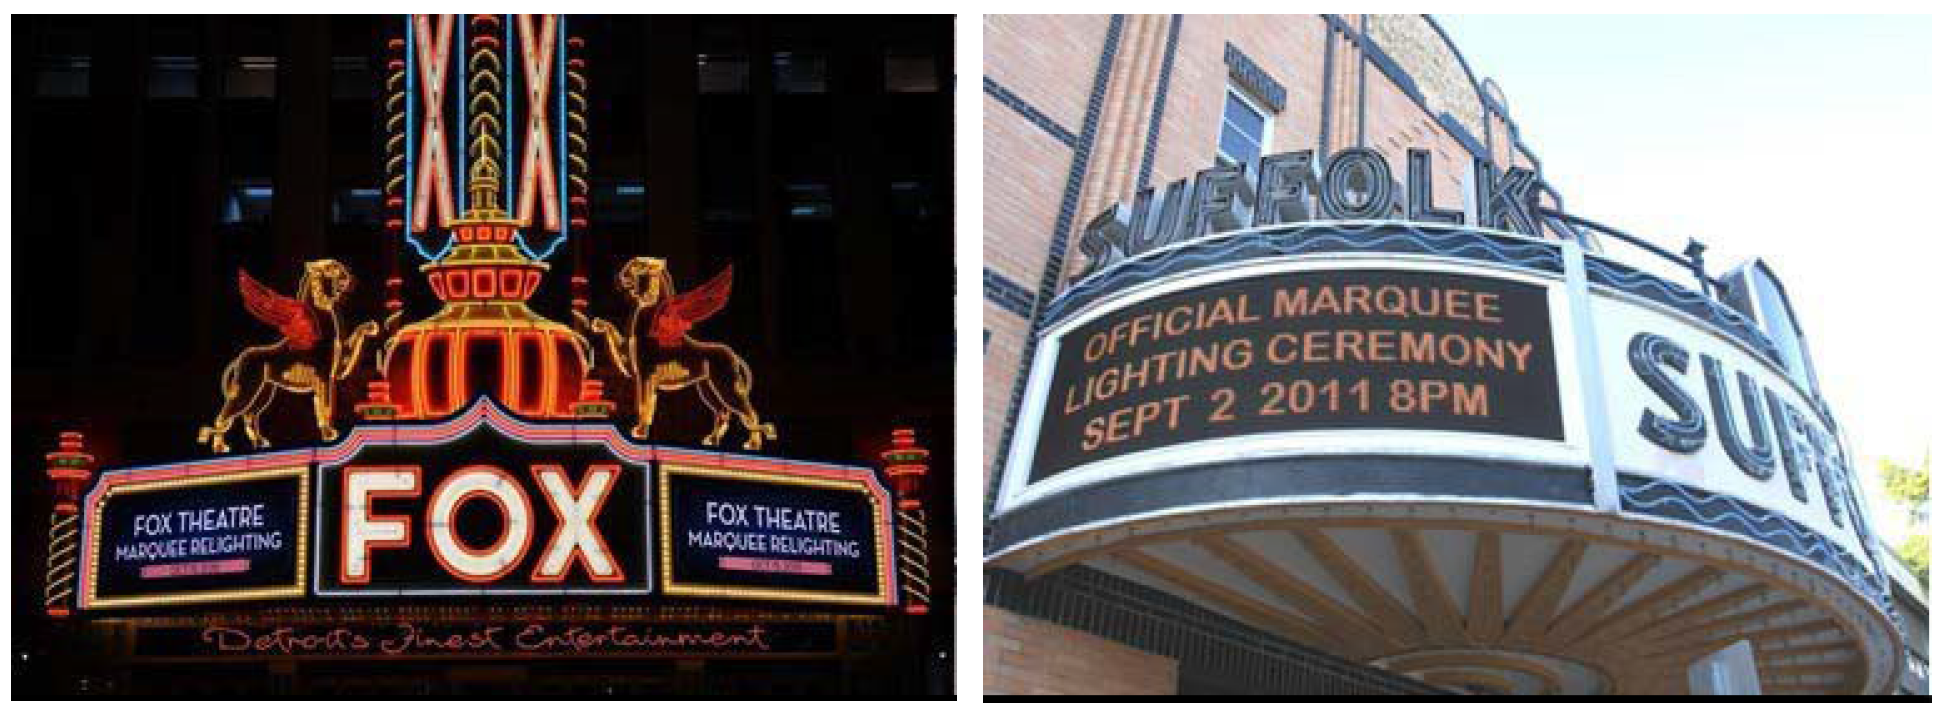 XX
FOX
FOX THEATRE
MARQUEE RELIGHTING
FOX THEATRE
MARQUEE RELIGHTING
Detroit's Finest Entertainment
SUFFOLK
OFFICIAL MARQUEE
LIGHTING CEREMONY
SEPT 2 2011 8PM
SUFF